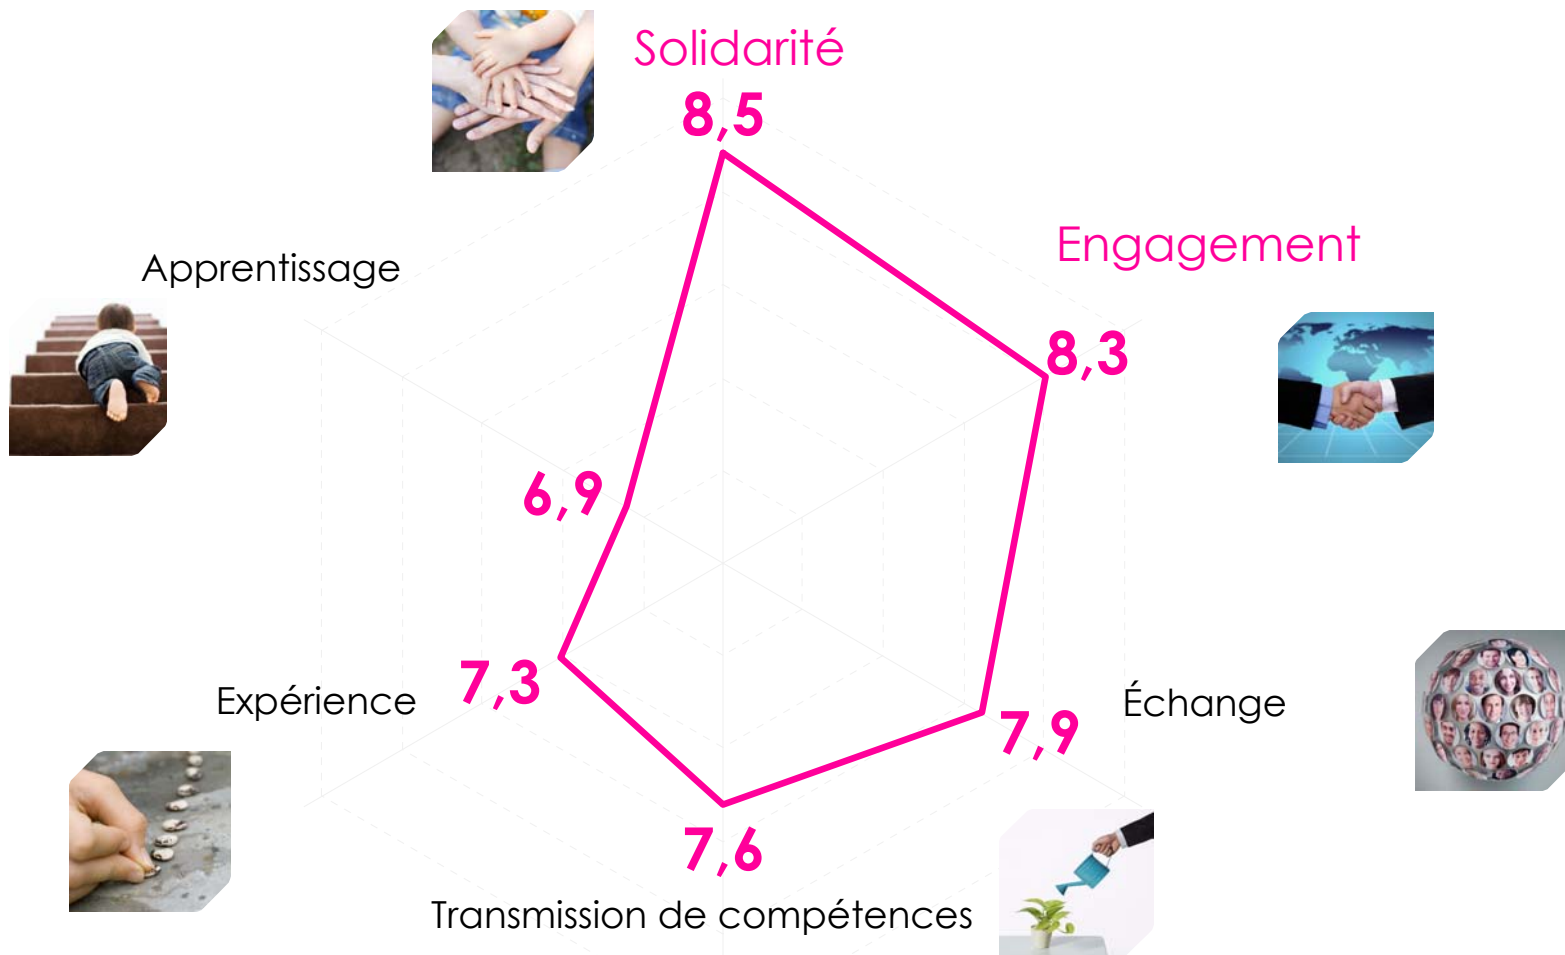 Solidarité
8,5
Engagement
8,3
Apprentissage
6,9
Expérience
7,3
Échange
7,9
7,6
Transmission de compétences